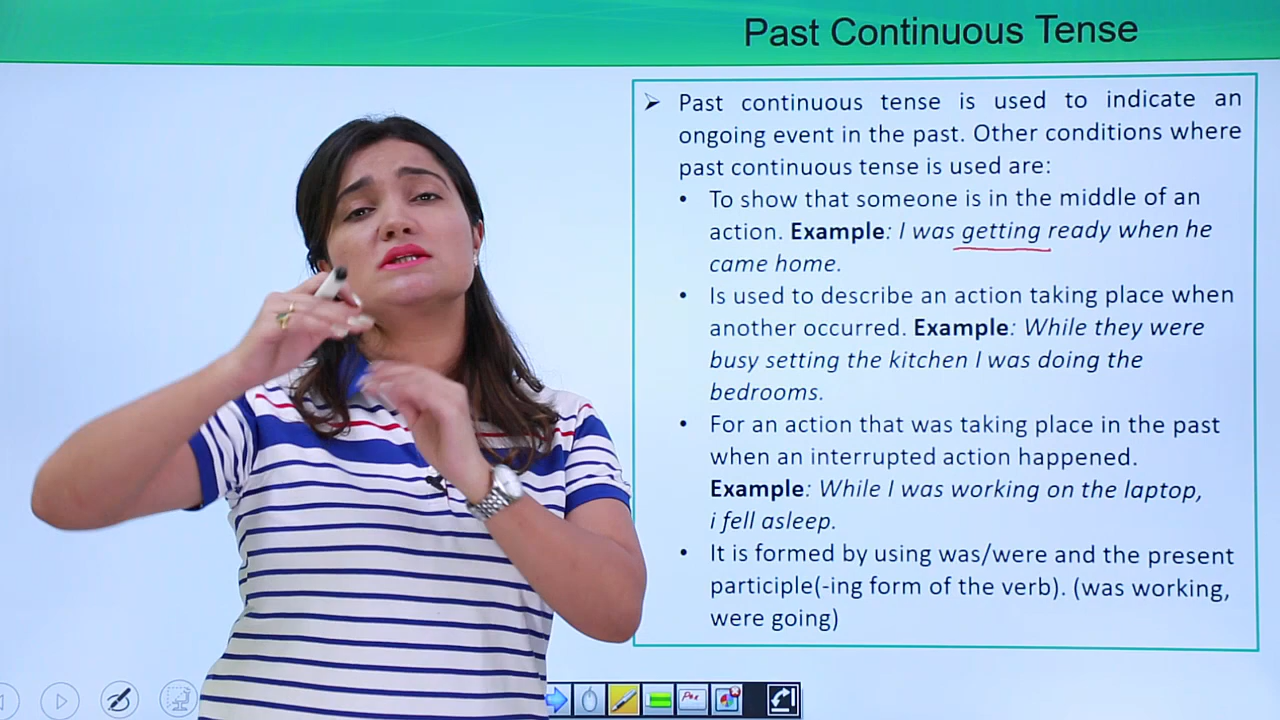 Past Continuous Tense
Past continuous tense is used to indicate an
ongoing event in the past. Other conditions where
past continuous tense is used are:
• To show that someone is in the middle of an
action. Example: I was getting ready when he
came home.
• Is used to describe an action taking place when
another occurred. Example: While they were
busy setting the kitchen I was doing the
bedrooms.
• For an action that was taking place in the past
when an interrupted action happened.
Example: While I was working on the laptop,
i fell asleep.
• It is formed by using was/were and the present
participle(-ing form of the verb). (was working,
were going)